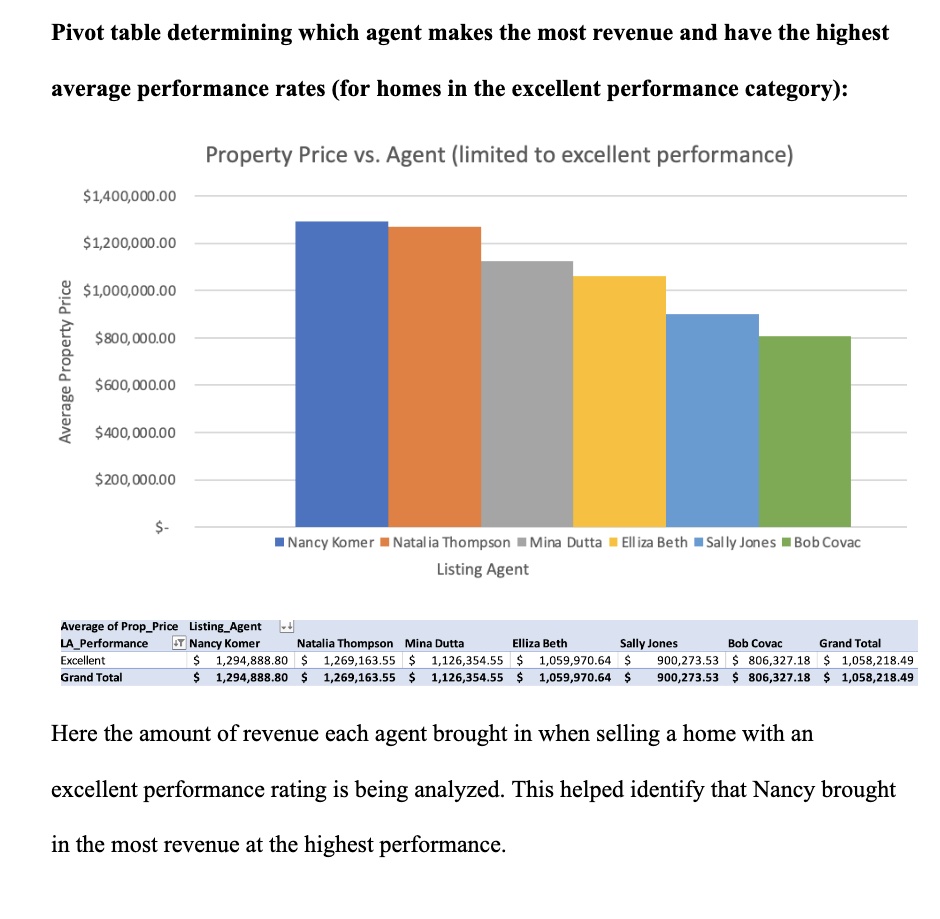 Pivot table determining which agent makes the most revenue and have the highest
average performance rates (for homes in the excellent performance category):
Property Price vs. Agent (limited to excellent performance)
$1,400,000.00
$1,200,000.00
$1,000,000.00
$800,000.00
$600,000.00
$400,000.00
$200,000.00
$-
Average Property Price
Nancy Komer Natalia Thompson Mina Dutta Elliza Beth Sally Jones Bob Covac
Listing Agent
Average of Prop_Price Listing_Agent
LA_Performance Nancy Komer Natalia Thompson Mina Dutta Elliza Beth Sally Jones Bob Covac Grand Total
Excellent $ 1,294,888.80 $ 1,269,163.55 $ 1,126,354.55 $ 1,059,970.64 $ 900,273.53 $ 806,327.18 $ 1,058,218.49
Grand Total $ 1,294,888.80 $ 1,269,163.55 $ 1,126,354.55 $ 1,059,970.64 $ 900,273.53 $ 806,327.18 $ 1,058,218.49
Here the amount of revenue each agent brought in when selling a home with an
excellent performance rating is being analyzed. This helped identify that Nancy brought
in the most revenue at the highest performance.